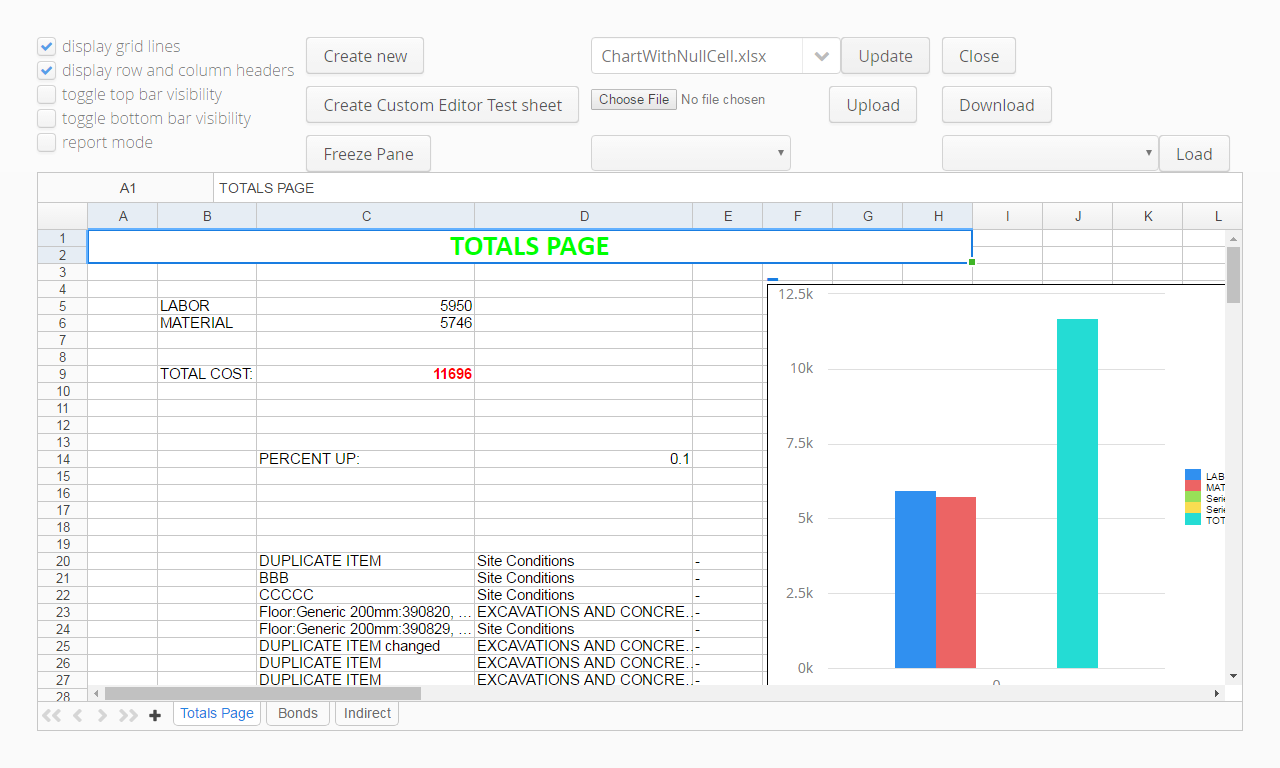 display grid lines
display row and column headers
toggle top bar visibility
toggle bottom bar visibility
report mode
Create new
ChartWithNullCell.xlsx
Update
Close
Create Custom Editor Test sheet
Choose File No file chosen
Upload
Download
Freeze Pane
Load
A1 TOTALS PAGE
A B C D E F G H I J K L
1 TOTALS PAGE
2
3
4
5 LABOR 5950
6 MATERIAL 5746
7
8
9 TOTAL COST: 11696
10
11
12
13
14 PERCENT UP: 0.1
15
16
17
18
19
20 DUPLICATE ITEM Site Conditions -
21 BBB Site Conditions -
22 CCCCC Site Conditions -
23 Floor:Generic 200mm:390820, ... EXCAVATIONS AND CONCRE... -
24 Floor:Generic 200mm:390829, ... Site Conditions -
25 DUPLICATE ITEM changed EXCAVATIONS AND CONCRE... -
26 DUPLICATE ITEM EXCAVATIONS AND CONCRE... -
27 DUPLICATE ITEM EXCAVATIONS AND CONCRE... -
28
12.5k
10k
7.5k
5k
2.5k
0k
0
LAB
MAT
Serie
Serie
TOT
Totals Page
Bonds
Indirect